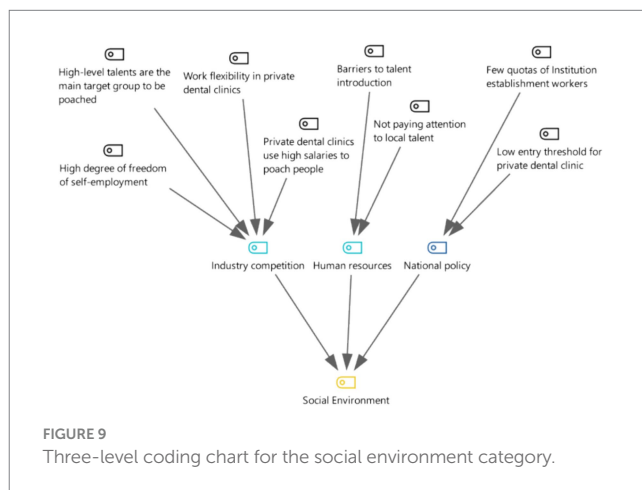 High-level talents are the
main target group to be
poached
Work flexibility in private
dental clinics
Barriers to talent
introduction
Few quotas of Institution
establishment workers
High degree of freedom
of self-employment
Private dental clinics
use high salaries to
poach people
Not paying attention
to local talent
Low entry threshold for
private dental clinic
Industry competition
Human resources
National policy
Social Environment
FIGURE 9
Three-level coding chart for the social environment category.